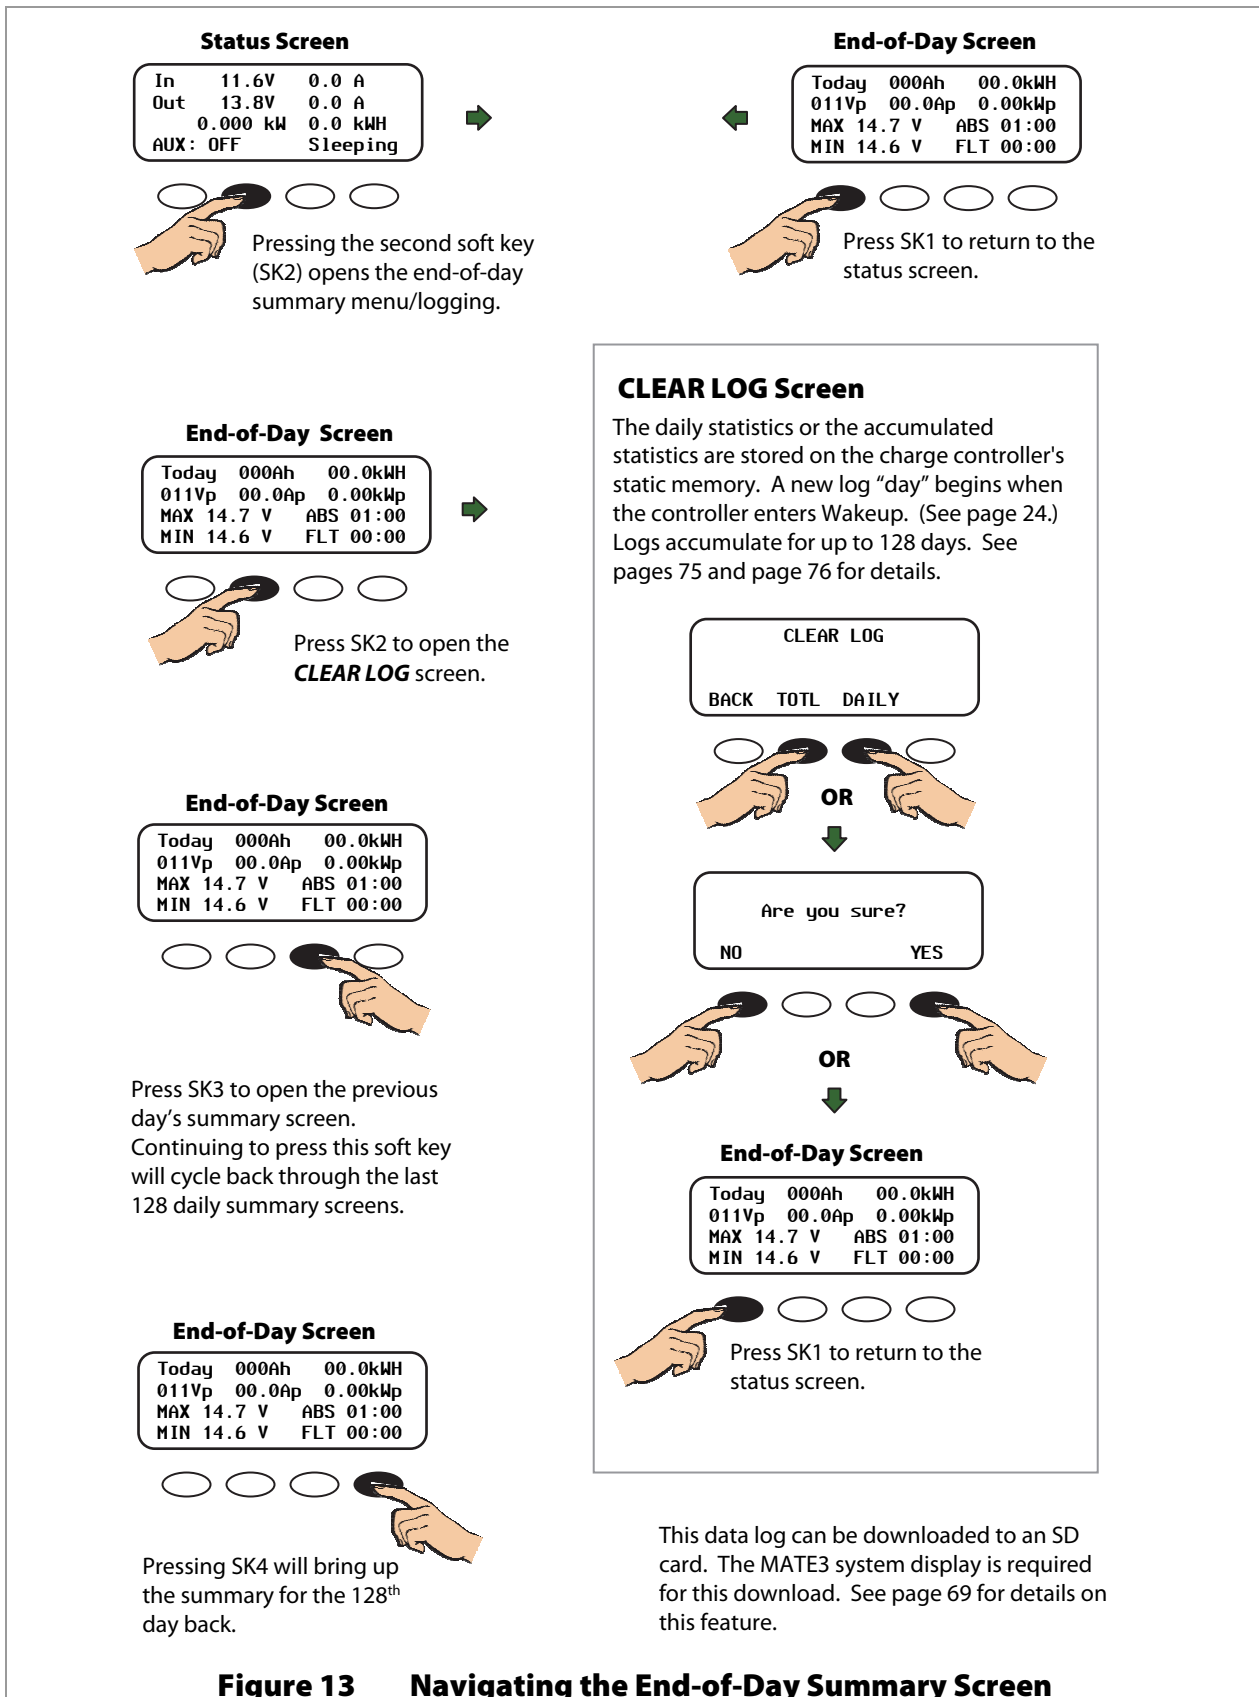 Status Screen
In 11.6V 0.0 A
Out 13.8V 0.0 A
0.000 kW 0.0 kWH
AUX: OFF Sleeping
Pressing the second soft key
(SK2) opens the end-of-day
summary menu/logging.
End-of-Day Screen
Today 000Ah 00.0kWH
011Vp 00.0Ap 0.00kWp
MAX 14.7 V ABS 01:00
MIN 14.6 V FLT 00:00
Press SK1 to return to the
status screen.
End-of-Day Screen
Today 000Ah 00.0kWH
011Vp 00.0Ap 0.00kWp
MAX 14.7 V ABS 01:00
MIN 14.6 V FLT 00:00
Press SK2 to open the
CLEAR LOG screen.
End-of-Day Screen
Today 000Ah 00.0kWH
011Vp 00.0Ap 0.00kWp
MAX 14.7 V ABS 01:00
MIN 14.6 V FLT 00:00
Press SK3 to open the previous
day’s summary screen.
Continuing to press this soft key
will cycle back through the last
128 daily summary screens.
End-of-Day Screen
Today 000Ah 00.0kWH
011Vp 00.0Ap 0.00kWp
MAX 14.7 V ABS 01:00
MIN 14.6 V FLT 00:00
Pressing SK4 will bring up
the summary for the 128th
day back.
CLEAR LOG Screen
The daily statistics or the accumulated
statistics are stored on the charge controller's
static memory. A new log “day” begins when
the controller enters Wakeup. (See page 24.)
Logs accumulate for up to 128 days. See
pages 75 and page 76 for details.
CLEAR LOG
BACK TOTL DAILY
OR
Are you sure?
NO YES
OR
End-of-Day Screen
Today 000Ah 00.0kWH
011Vp 00.0Ap 0.00kWp
MAX 14.7 V ABS 01:00
MIN 14.6 V FLT 00:00
Press SK1 to return to the
status screen.
This data log can be downloaded to an SD
card. The MATE3 system display is required
for this download. See page 69 for details on
this feature.
Figure 13 Navigating the End-of-Day Summary Screen